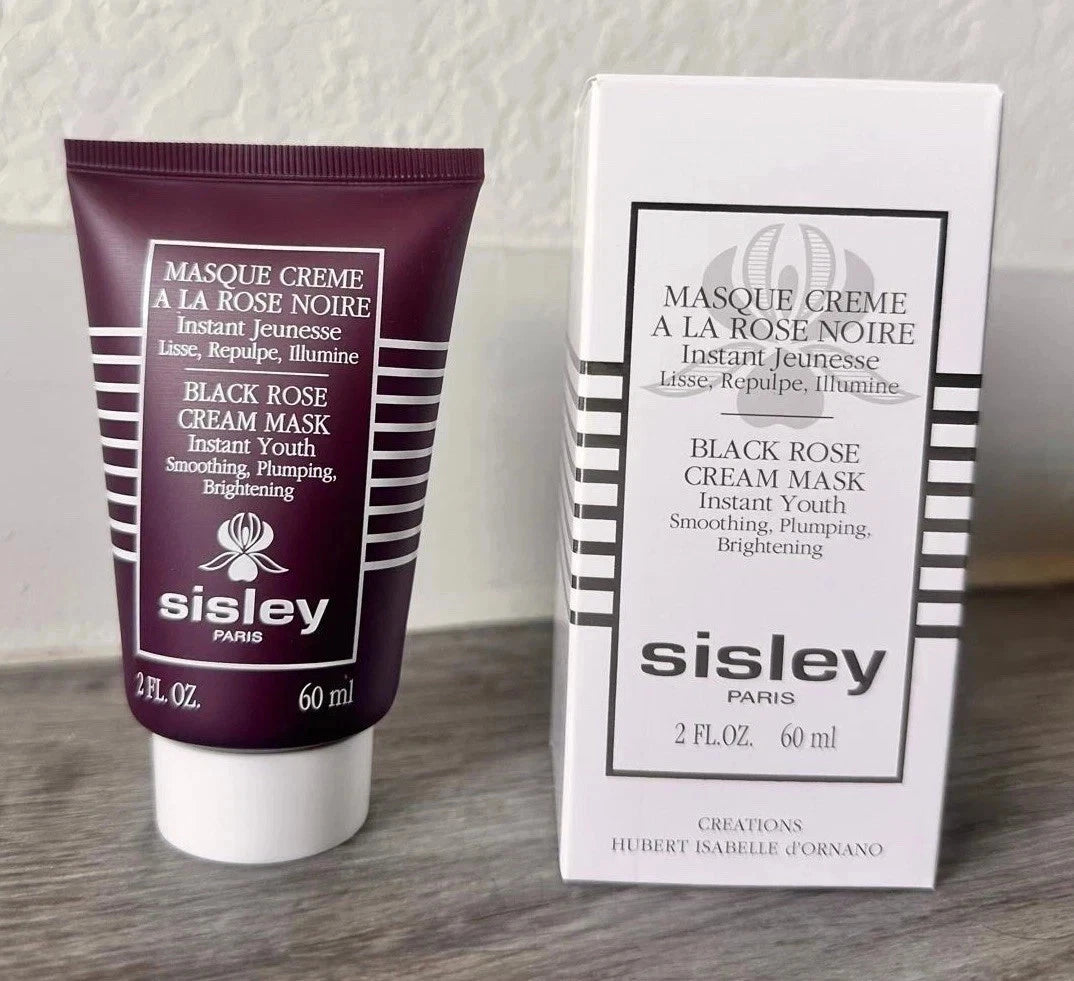 MASQUE CREME
A LA ROSE NOIRE
Instant Jeunesse
Lisse, Repulpe, Illumine
BLACK ROSE
CREAM MASK
Instant Youth
Smoothing, Plumping,
Brightening
sisley
PARIS
2 FL. OZ. 60 ml
MASQUE CREME
A LA ROSE NOIRE
Instant Jeunesse
Lisse, Repulpe, Illumine
BLACK ROSE
CREAM MASK
Instant Youth
Smoothing, Plumping,
Brightening
sisley
PARIS
2 FL.OZ. 60 ml
CREATIONS
HUBERT ISABELLE d'ORNANO